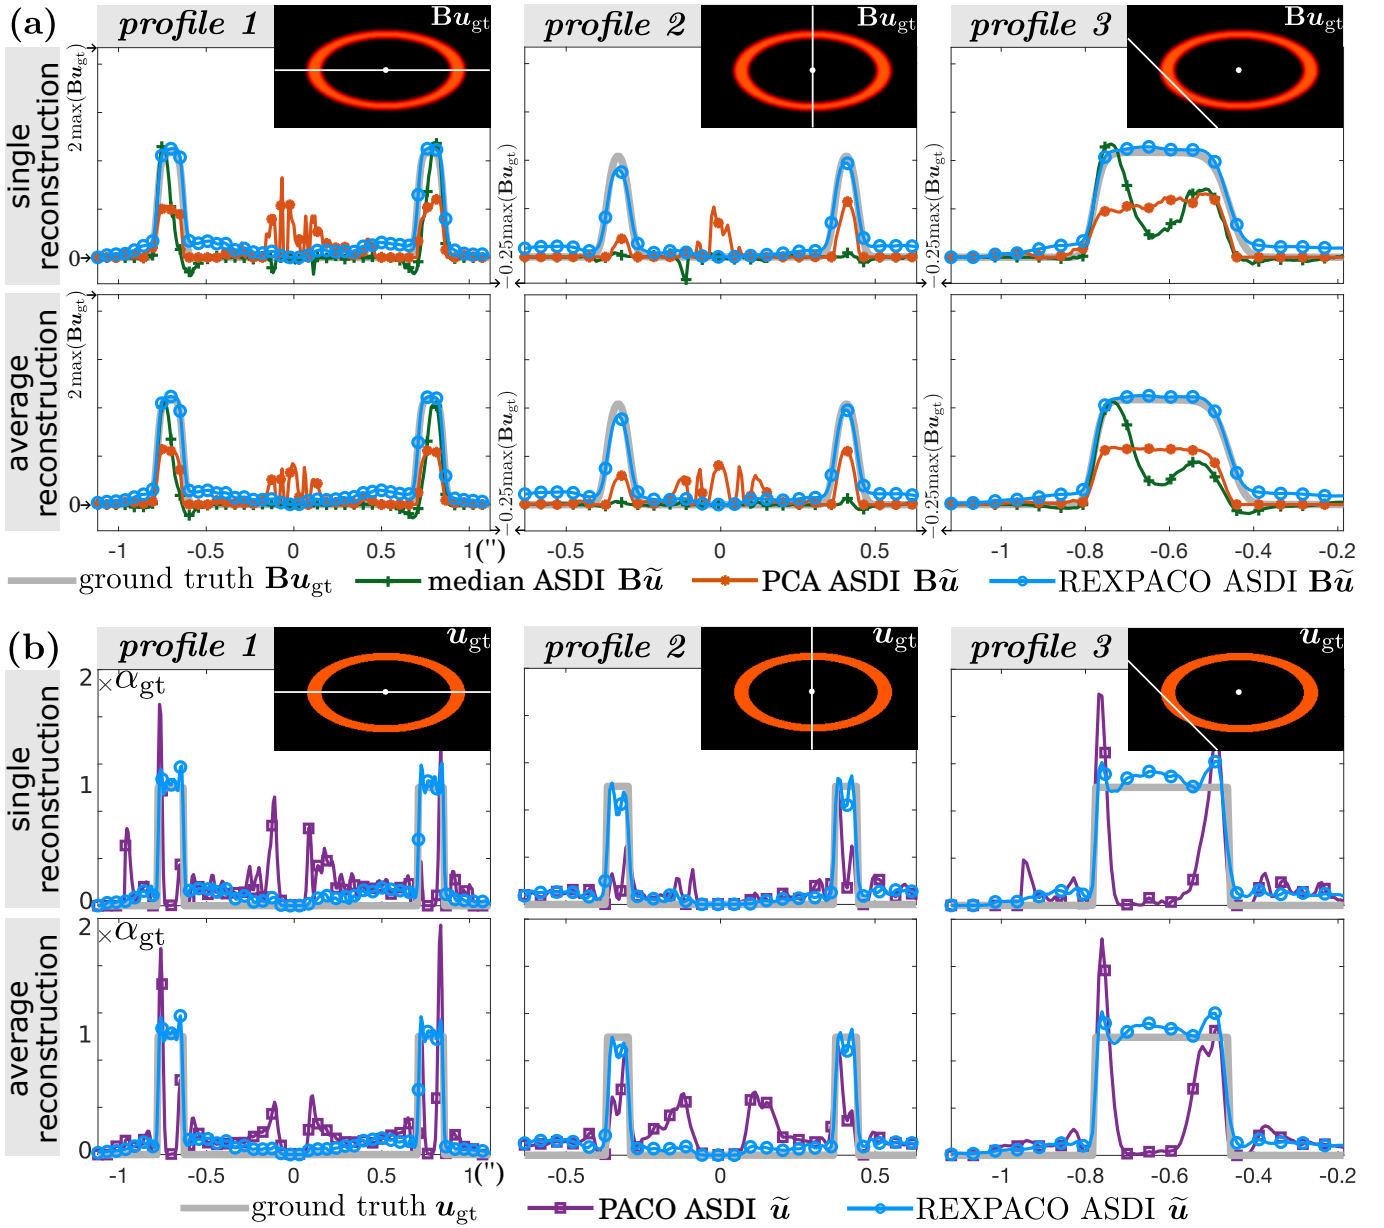 (a)
profile 1
Bu_gt
profile 2
Bu_gt
profile 3
Bu_gt
single reconstruction
2max(Bu_gt)
0
−0.25max(Bu_gt)
−0.25max(Bu_gt)
average reconstruction
2max(Bu_gt)
0
−0.25max(Bu_gt)
−0.25max(Bu_gt)
-1 -0.5 0 0.5 1 (")
-0.5 0 0.5
-1 -0.8 -0.6 -0.4 -0.2
ground truth Bu_gt
median ASDI Bũ
PCA ASDI Bũ
REXPACO ASDI Bũ
(b)
profile 1
u_gt
profile 2
u_gt
profile 3
u_gt
single reconstruction
2 ×α_gt
1
0
average reconstruction
2 ×α_gt
1
0
-1 -0.5 0 0.5 1 (")
-0.5 0 0.5
-1 -0.8 -0.6 -0.4 -0.2
ground truth u_gt
PACO ASDI ũ
REXPACO ASDI ũ